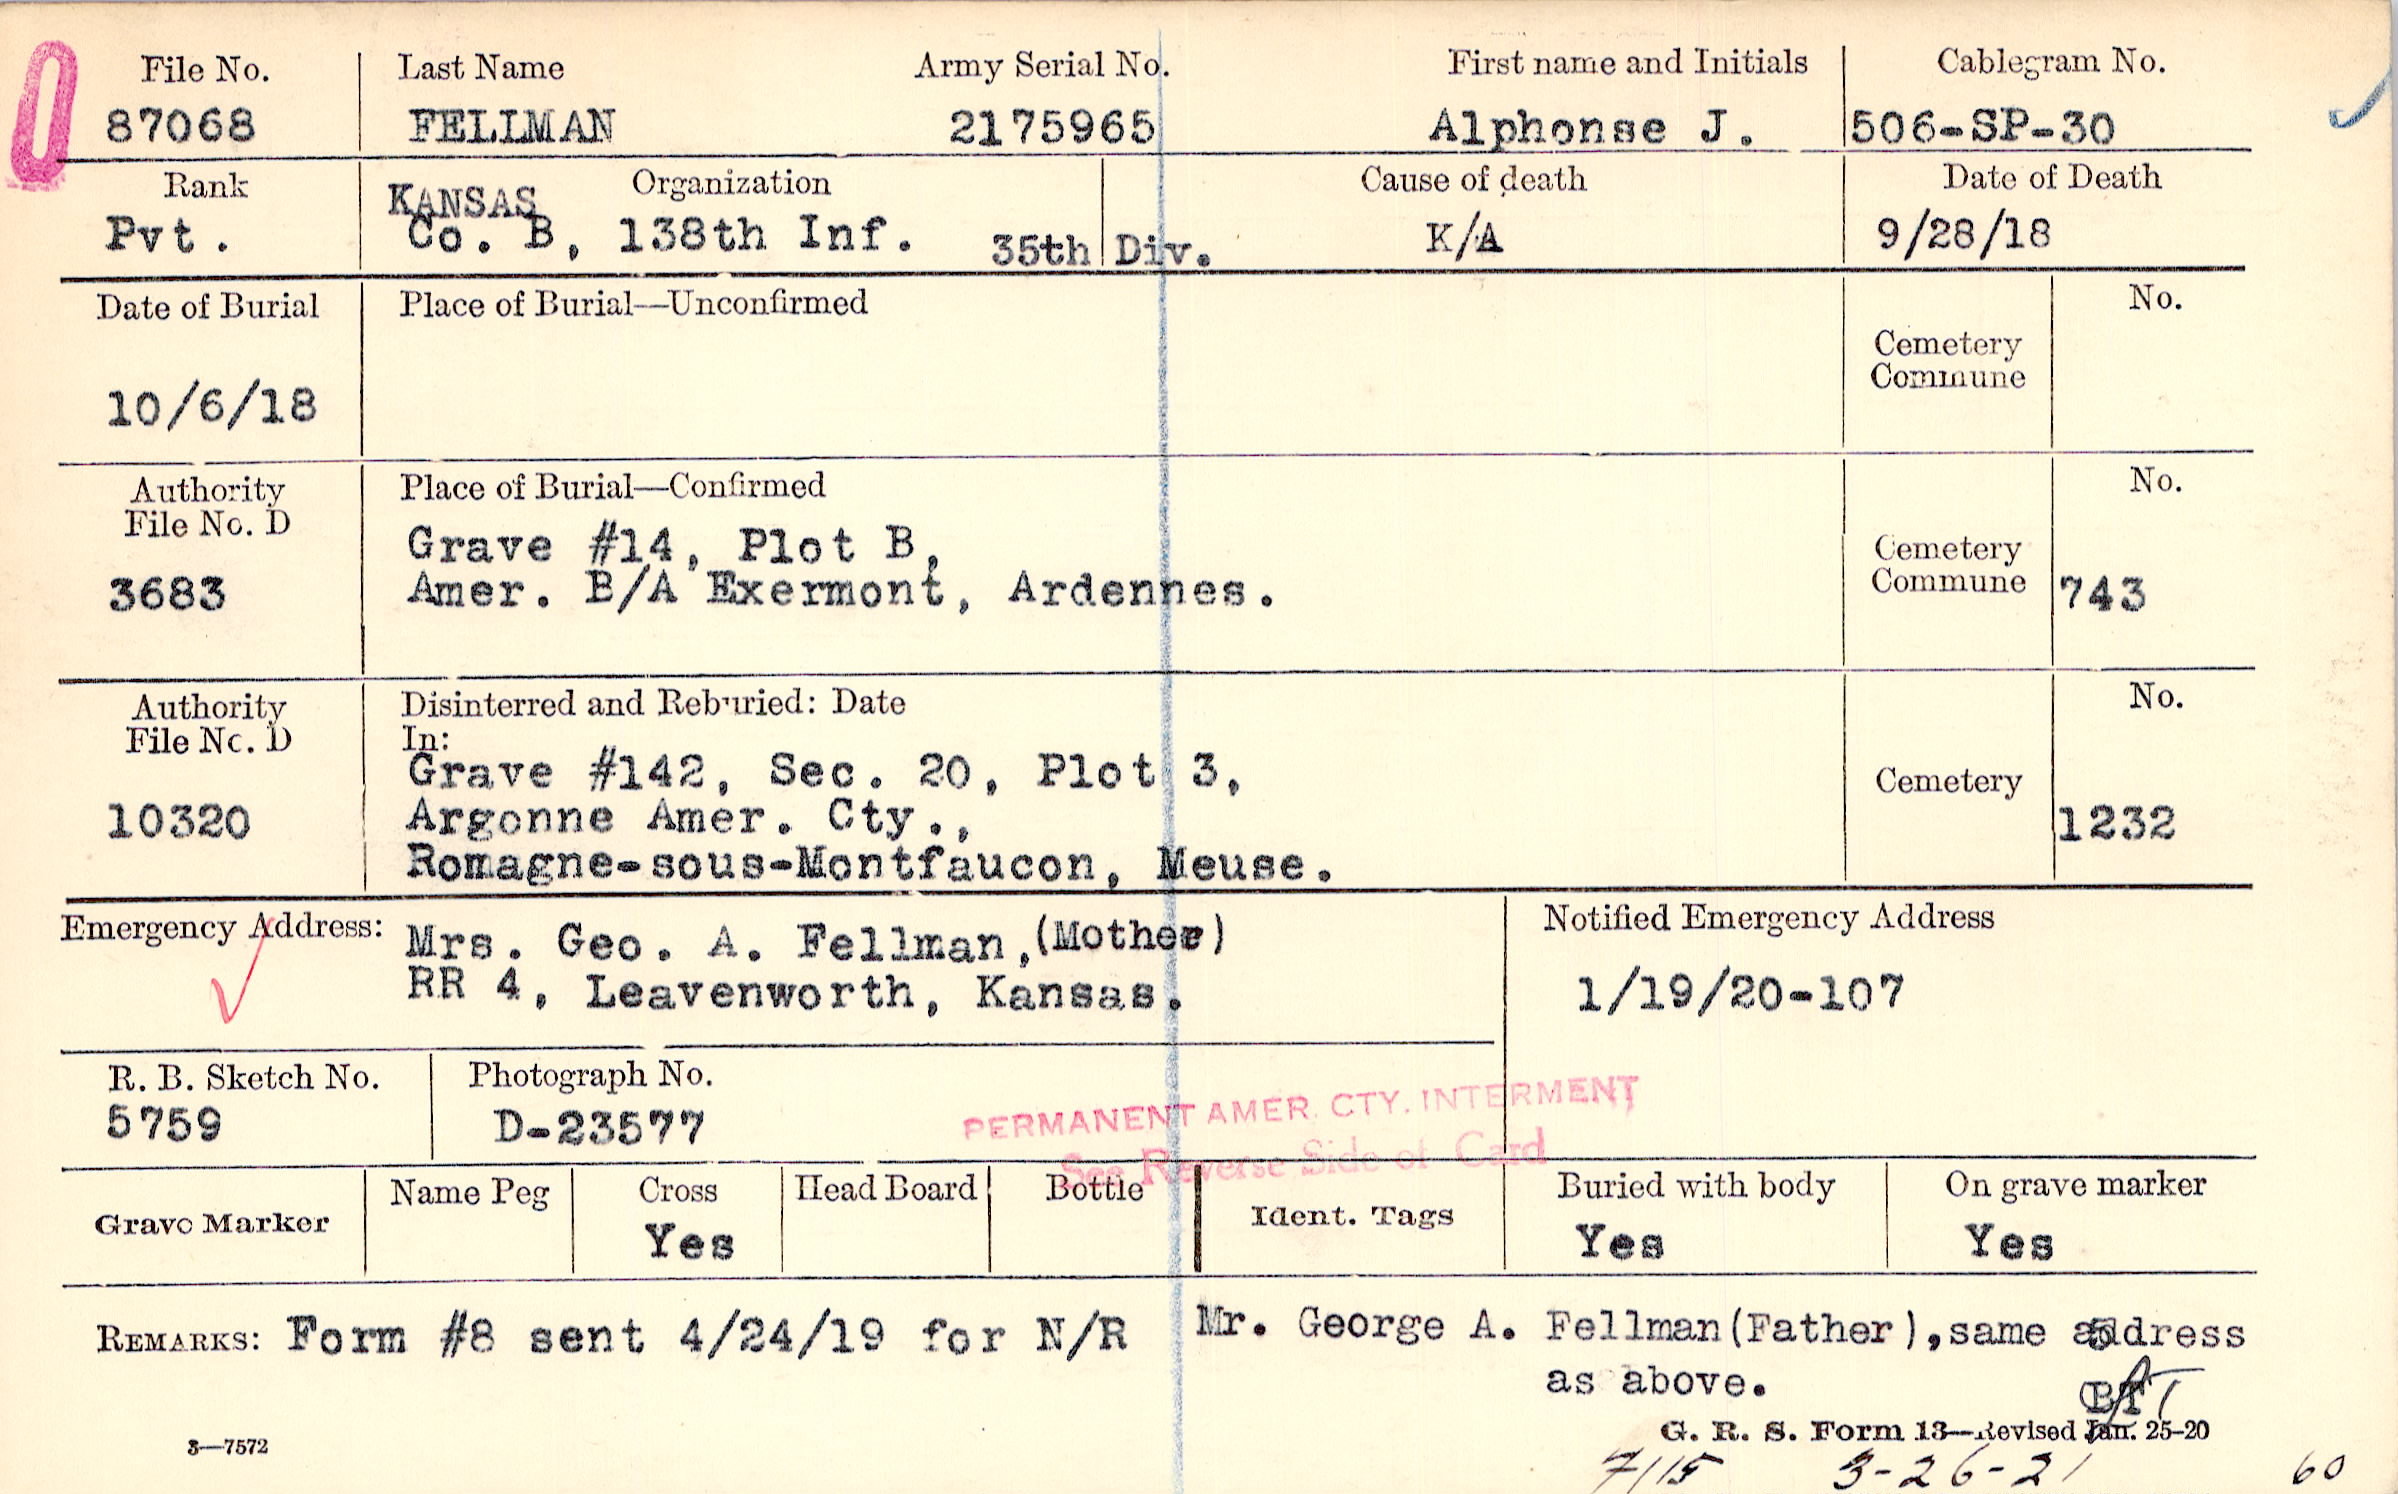 File No. Last Name Army Serial No. First name and Initials Cablegram No.
87068 FELLMAN 2175965 Alphonse J. 506-SP-30
Rank Organization Cause of death Date of Death
KANSAS
Pvt. Co. B, 138th Inf. 35th Div. K/A 9/28/18
Date of Burial Place of Burial—Unconfirmed No.
Cemetery
Commune
10/6/18
Authority Place of Burial—Confirmed No.
File No. D
Grave #14, Plot B, Cemetery
3683 Amer. B/A Exermont, Ardennes. Commune 743
Authority Disinterred and Reburied: Date No.
File No. D In:
Grave #142, Sec. 20, Plot 3, Cemetery
10320 Argonne Amer. Cty., 1232
Romagne-sous-Montfaucon, Meuse.
Emergency Address: Mrs. Geo. A. Fellman, (Mother) Notified Emergency Address
RR 4, Leavenworth, Kansas. 1/19/20-107
R. B. Sketch No. Photograph No.
5759 D-23577
PERMANENT AMER. CTY. INTERMENT
See Reverse Side of Card
Grave Marker Name Peg Cross Head Board Bottle Ident. Tags Buried with body On grave marker
Yes Yes Yes
REMARKS: Form #8 sent 4/24/19 for N/R Mr. George A. Fellman(Father),same address
as above.
BT
G. R. S. Form 13—Revised Jan. 25-20
3—7572
7/15 3-26-21 60